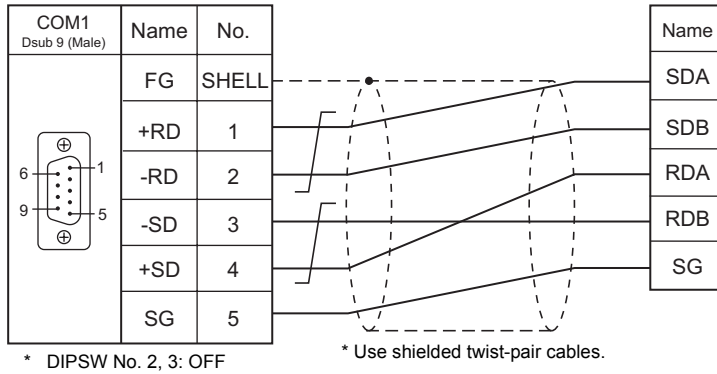 COM1
Dsub 9 (Male)
Name No.
FG SHELL
+RD 1
-RD 2
-SD 3
+SD 4
SG 5
6 1
9 5
Name
SDA
SDB
RDA
RDB
SG
* DIPSW No. 2, 3: OFF
* Use shielded twist-pair cables.